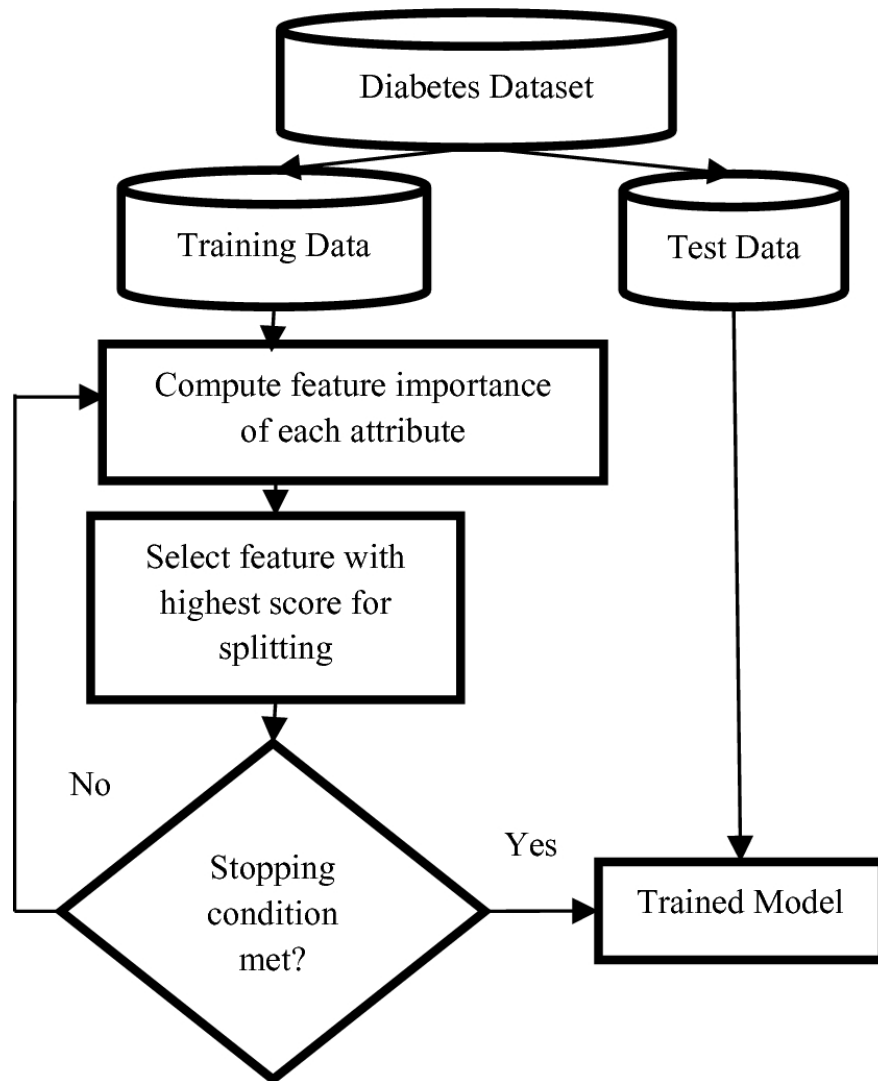 Diabetes Dataset
Training Data
Test Data
Compute feature importance
of each attribute
Select feature with
highest score for
splitting
No
Yes
Stopping
condition
met?
Trained Model